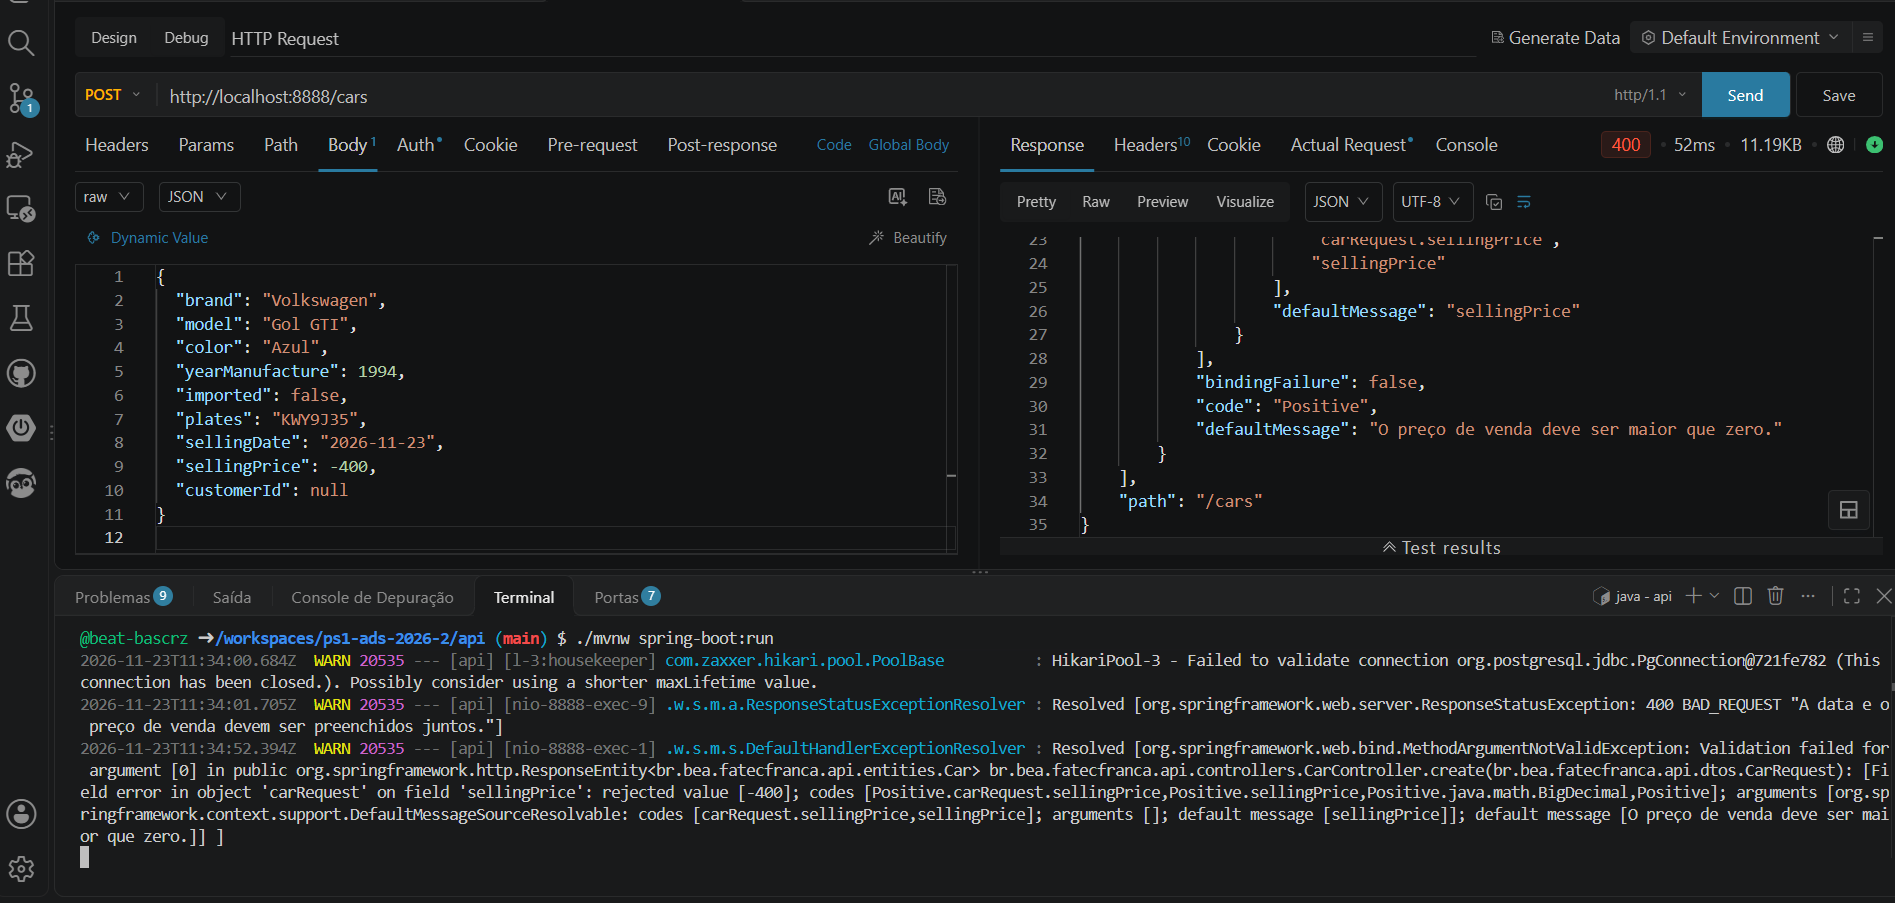 Design Debug HTTP Request Generate Data Default Environment
POST http://localhost:8888/cars http/1.1 Send Save
Headers Params Path Body 1 Auth Cookie Pre-request Post-response Code Global Body
raw JSON
Dynamic Value Beautify
1 {
2 "brand": "Volkswagen",
3 "model": "Gol GTI",
4 "color": "Azul",
5 "yearManufacture": 1994,
6 "imported": false,
7 "plates": "KWY9J35",
8 "sellingDate": "2026-11-23",
9 "sellingPrice": -400,
10 "customerId": null
11 }
12
Response Headers 10 Cookie Actual Request Console 400 52ms 11.19KB
Pretty Raw Preview Visualize JSON UTF-8
23 "carRequest.sellingPrice",
24 "sellingPrice"
25 ],
26 "defaultMessage": "sellingPrice"
27 }
28 ],
29 "bindingFailure": false,
30 "code": "Positive",
31 "defaultMessage": "O preço de venda deve ser maior que zero."
32 }
33 ],
34 "path": "/cars"
35 }
Test results
1
AI
Problemas 9 Saída Console de Depuração Terminal Portas 7 java - api
@beat-bascrz ➜/workspaces/ps1-ads-2026-2/api (main) $ ./mvnw spring-boot:run
2026-11-23T11:34:00.684Z WARN 20535 --- [api] [l-3:housekeeper] com.zaxxer.hikari.pool.PoolBase : HikariPool-3 - Failed to validate connection org.postgresql.jdbc.PgConnection@721fe782 (This
connection has been closed.). Possibly consider using a shorter maxLifetime value.
2026-11-23T11:34:01.705Z WARN 20535 --- [api] [nio-8888-exec-9] .w.s.m.a.ResponseStatusExceptionResolver : Resolved [org.springframework.web.server.ResponseStatusException: 400 BAD_REQUEST "A data e o
preço de venda devem ser preenchidos juntos."]
2026-11-23T11:34:52.394Z WARN 20535 --- [api] [nio-8888-exec-1] .w.s.m.s.DefaultHandlerExceptionResolver : Resolved [org.springframework.web.bind.MethodArgumentNotValidException: Validation failed for
argument [0] in public org.springframework.http.ResponseEntity<br.bea.fatecfranca.api.entities.Car> br.bea.fatecfranca.api.controllers.CarController.create(br.bea.fatecfranca.api.dtos.CarRequest): [Fi
eld error in object 'carRequest' on field 'sellingPrice': rejected value [-400]; codes [Positive.carRequest.sellingPrice,Positive.sellingPrice,Positive.java.math.BigDecimal,Positive]; arguments [org.sp
ringframework.context.support.DefaultMessageSourceResolvable: codes [carRequest.sellingPrice,sellingPrice]; arguments []; default message [sellingPrice]]; default message [O preço de venda deve ser mai
or que zero.]] ]